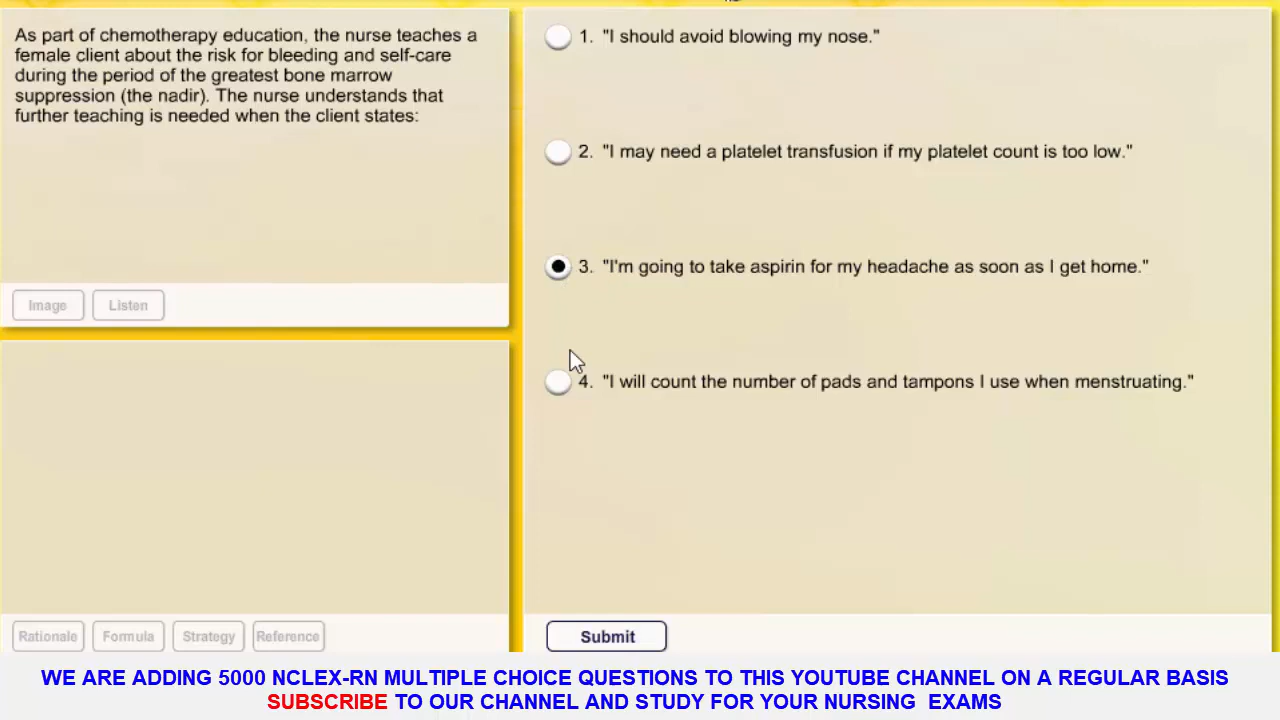 As part of chemotherapy education, the nurse teaches a
female client about the risk for bleeding and self-care
during the period of the greatest bone marrow
suppression (the nadir). The nurse understands that
further teaching is needed when the client states:
Image
Listen
1. "I should avoid blowing my nose."
2. "I may need a platelet transfusion if my platelet count is too low."
3. "I'm going to take aspirin for my headache as soon as I get home."
4. "I will count the number of pads and tampons I use when menstruating."
Rationale
Formula
Strategy
Reference
Submit
WE ARE ADDING 5000 NCLEX-RN MULTIPLE CHOICE QUESTIONS TO THIS YOUTUBE CHANNEL ON A REGULAR BASIS
SUBSCRIBE TO OUR CHANNEL AND STUDY FOR YOUR NURSING EXAMS